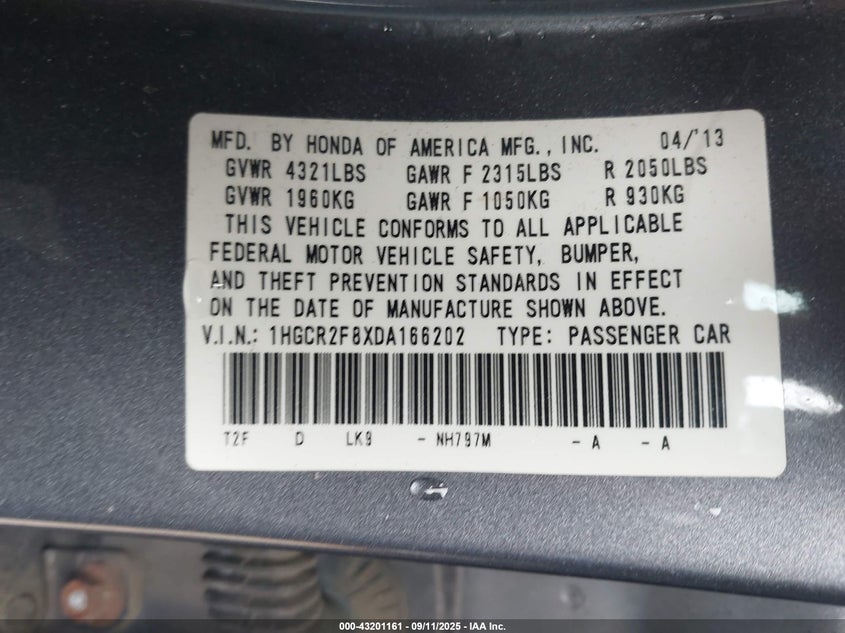 MFD. BY HONDA OF AMERICA MFG., INC. 04/'13
GVWR 4321LBS GAWR F 2315LBS R 2050LBS
GVWR 1960KG GAWR F 1050KG R 930KG
THIS VEHICLE CONFORMS TO ALL APPLICABLE
FEDERAL MOTOR VEHICLE SAFETY, BUMPER,
AND THEFT PREVENTION STANDARDS IN EFFECT
ON THE DATE OF MANUFACTURE SHOWN ABOVE.
V.I.N.: 1HGCR2F8XDA166202 TYPE: PASSENGER CAR
T2F D LK9 - NH797M - A - A
000-43201161 - 09/11/2025 - IAA Inc.